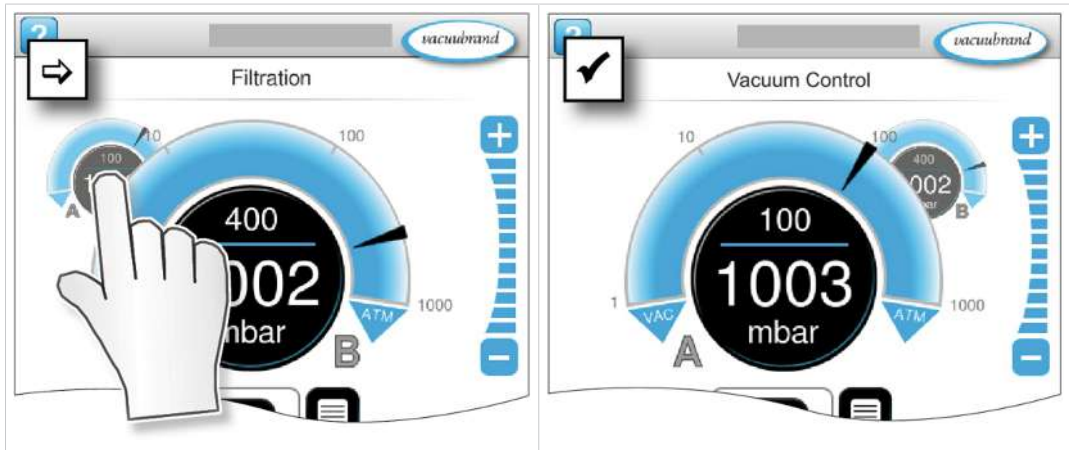 ?
vacuubrand
Filtration
10
100
100
A
400
002
mbar
1000
ATM
B
+
−
?
vacuubrand
Vacuum Control
10
100
400
002
bar
B
100
1003
mbar
1
VAC
ATM
1000
A
+
−